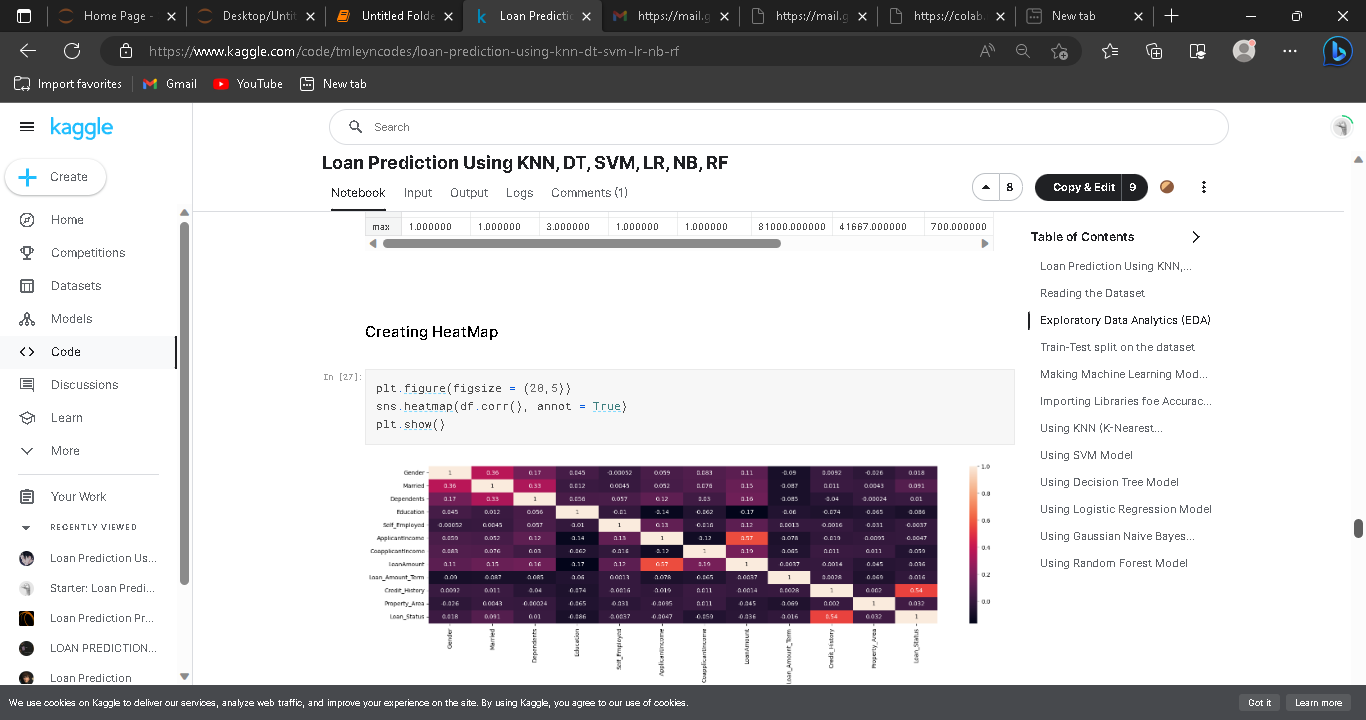 Home Page -
Desktop/Unti
Untitled Folde
Loan Predictic
https://mail.g
https://mail.g
https://colab.
New tab
https://www.kaggle.com/code/tmleyncodes/loan-prediction-using-knn-dt-svm-lr-nb-rf
Import favorites
Gmail
YouTube
New tab
kaggle
Search
Create
Home
Competitions
Datasets
Models
Code
Discussions
Learn
More
Your Work
RECENTLY VIEWED
Loan Prediction Us...
Starter: Loan Predi...
Loan Prediction Pr...
LOAN PREDICTION...
Loan Prediction
Loan Prediction Using KNN, DT, SVM, LR, NB, RF
Notebook Input Output Logs Comments (1)
8
Copy & Edit 9
max 1.000000 1.000000 3.000000 1.000000 1.000000 81000.000000 41667.000000 700.000000
Creating HeatMap
In [27]:
plt.figure(figsize = (20,5))
sns.heatmap(df.corr(), annot = True)
plt.show()
Gender 1 0.36 0.17 0.045 -0.00052 0.059 0.083 0.11 -0.09 0.0092 -0.026 0.018
Married 0.36 1 0.33 0.012 0.0045 0.052 0.076 0.15 -0.087 0.011 0.0043 0.091
Dependents 0.17 0.33 1 0.056 0.057 0.12 0.03 0.16 -0.085 -0.04 -0.00024 0.01
Education 0.045 0.012 0.056 1 -0.01 -0.14 -0.062 -0.17 -0.06 -0.074 -0.065 -0.086
Self_Employed -0.00052 0.0045 0.057 -0.01 1 0.13 -0.016 0.12 0.0013 -0.0016 -0.031 -0.0037
ApplicantIncome 0.059 0.052 0.12 -0.14 0.13 1 -0.12 0.57 -0.078 -0.019 -0.0095 -0.0047
CoapplicantIncome 0.083 0.076 0.03 -0.062 -0.016 -0.12 1 0.19 -0.065 0.011 0.011 -0.059
LoanAmount 0.11 0.15 0.16 -0.17 0.12 0.57 0.19 1 0.0037 -0.0014 -0.045 -0.036
Loan_Amount_Term -0.09 -0.087 -0.085 -0.06 0.0013 -0.078 -0.065 0.0037 1 0.0028 -0.069 -0.016
Credit_History 0.0092 0.011 -0.04 -0.074 -0.0016 -0.019 0.011 -0.0014 0.0028 1 0.002 0.54
Property_Area -0.026 0.0043 -0.00024 -0.065 -0.031 -0.0095 0.011 -0.045 -0.069 0.002 1 0.032
Loan_Status 0.018 0.091 0.01 -0.086 -0.0037 -0.0047 -0.059 -0.036 -0.016 0.54 0.032 1
Gender
Married
Dependents
Education
Self_Employed
ApplicantIncome
CoapplicantIncome
LoanAmount
Loan_Amount_Term
Credit_History
Property_Area
Loan_Status
1.0
0.8
0.6
0.4
0.2
0.0
Table of Contents
Loan Prediction Using KNN,...
Reading the Dataset
Exploratory Data Analytics (EDA)
Train-Test split on the dataset
Making Machine Learning Mod...
Importing Libraries foe Accurac...
Using KNN (K-Nearest...
Using SVM Model
Using Decision Tree Model
Using Logistic Regression Model
Using Gaussian Naive Bayes...
Using Random Forest Model
We use cookies on Kaggle to deliver our services, analyze web traffic, and improve your experience on the site. By using Kaggle, you agree to our use of cookies.
Got it
Learn more